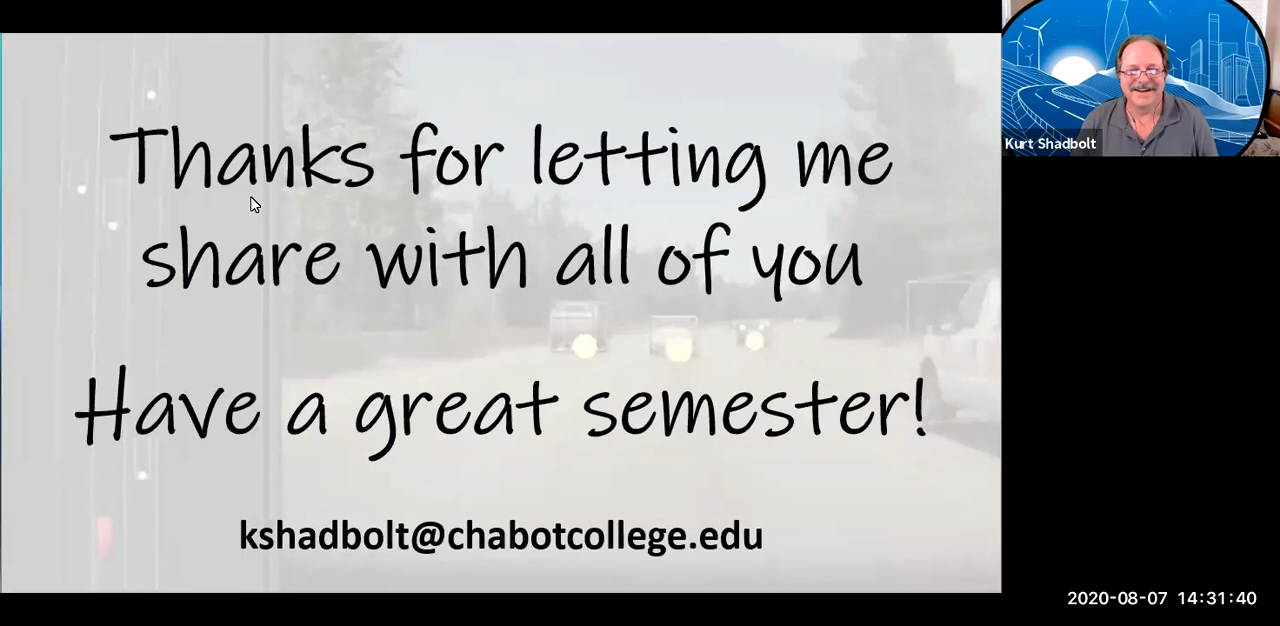 Thanks for letting me
share with all of you
Have a great semester!
kshadbolt@chabotcollege.edu
Kurt Shadbolt
2020-08-07 14:31:40